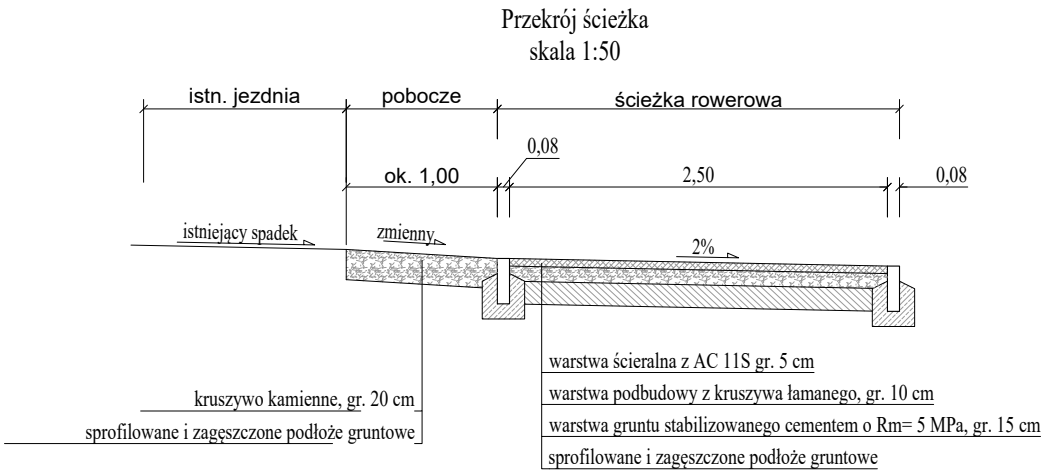 Przekrój ścieżka
skala 1:50
istn. jezdnia
pobocze
ścieżka rowerowa
0,08
ok. 1,00
2,50
0,08
istniejący spadek
zmienny
2%
warstwa ścieralna z AC 11S gr. 5 cm
kruszywo kamienne, gr. 20 cm
warstwa podbudowy z kruszywa łamanego, gr. 10 cm
sprofilowane i zagęszczone podłoże gruntowe
warstwa gruntu stabilizowanego cementem o Rm= 5 MPa, gr. 15 cm
sprofilowane i zagęszczone podłoże gruntowe